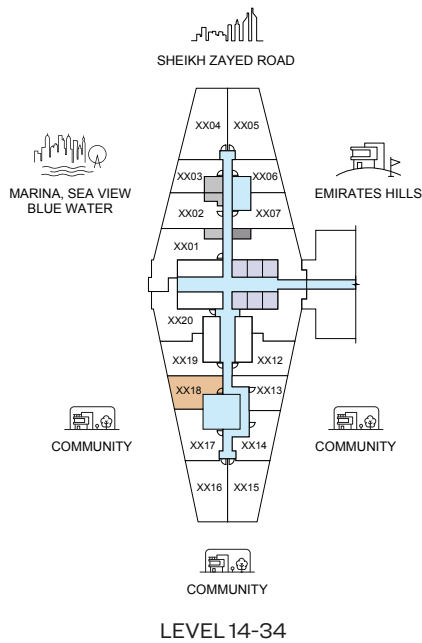 SHEIKH ZAYED ROAD
XX04 XX05
XX03 XX06
MARINA, SEA VIEW
BLUE WATER
EMIRATES HILLS
XX02 XX07
XX01
XX20
XX19 XX12
XX18 XX13
COMMUNITY
COMMUNITY
XX17 XX14
XX16 XX15
COMMUNITY
LEVEL 14-34